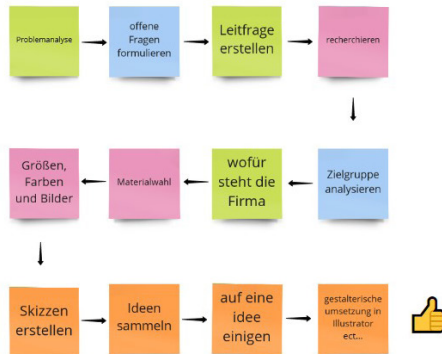 Problemanalyse
offene
Fragen
formulieren
Leitfrage
erstellen
recherchieren
Zielgruppe
analysieren
wofür
steht die
Firma
Materialwahl
Größen,
Farben
und Bilder
Skizzen
erstellen
Ideen
sammeln
auf eine
idee
einigen
gestalterische
umsetzung in
Illustrator
ect...